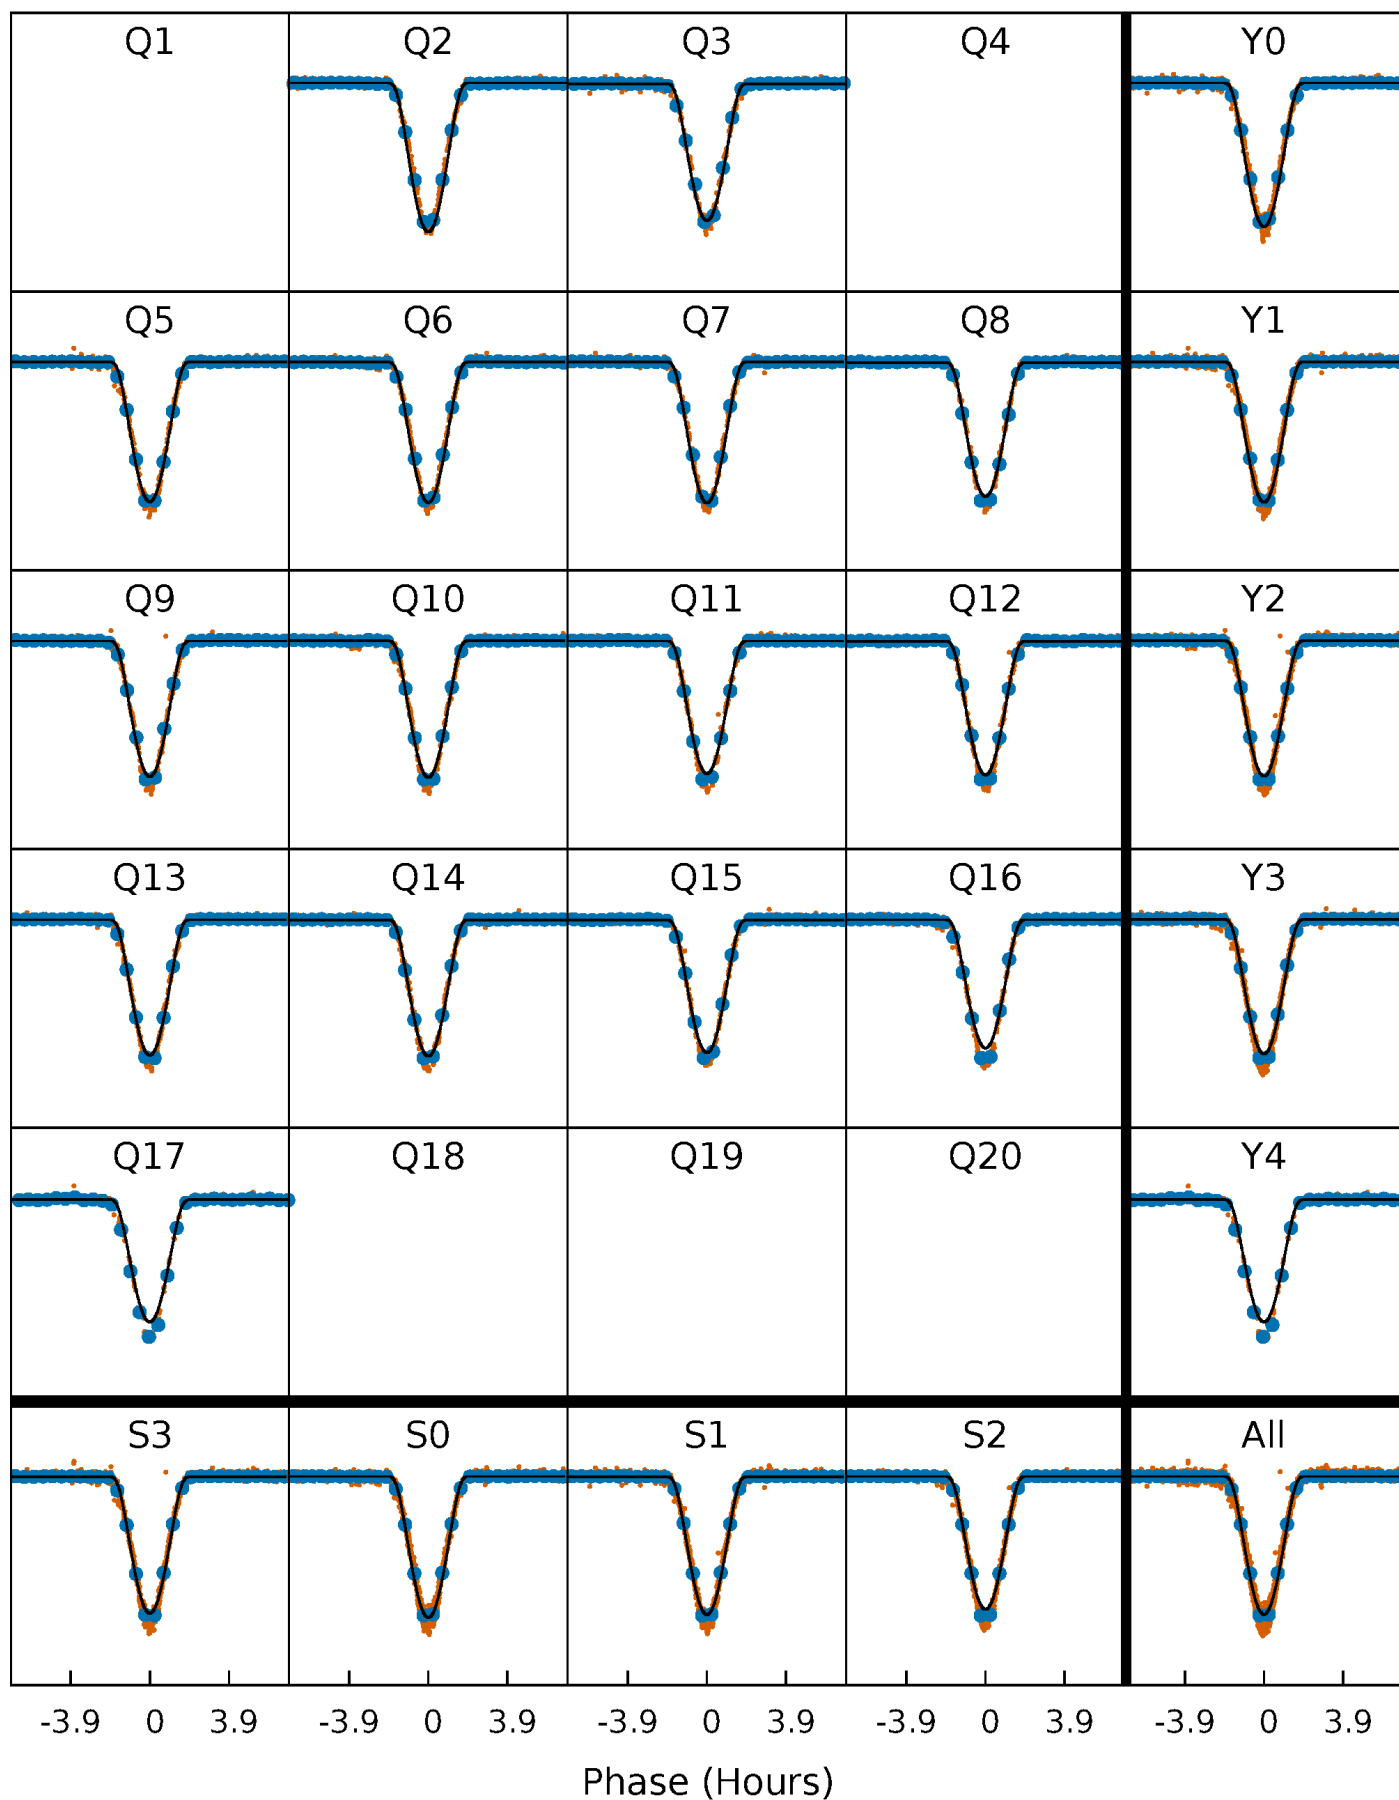 Q1 Q2 Q3 Q4 Y0
Q5 Q6 Q7 Q8 Y1
Q9 Q10 Q11 Q12 Y2
Q13 Q14 Q15 Q16 Y3
Q17 Q18 Q19 Q20 Y4
S3 S0 S1 S2 All
-3.9 0 3.9 -3.9 0 3.9 -3.9 0 3.9 -3.9 0 3.9 -3.9 0 3.9
Phase (Hours)